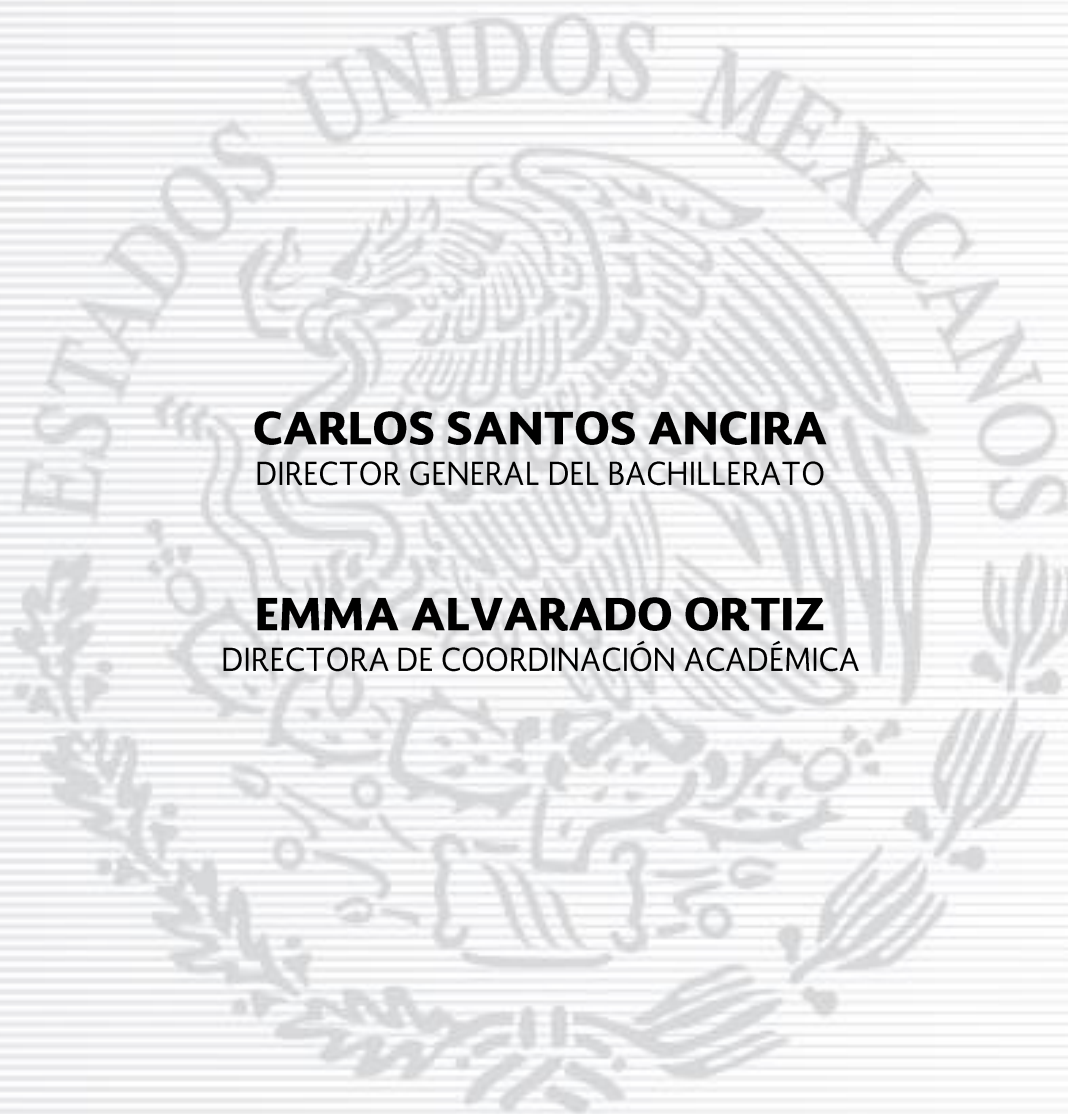 ESTADOS UNIDOS MEXICANOS
CARLOS SANTOS ANCIRA
DIRECTOR GENERAL DEL BACHILLERATO
EMMA ALVARADO ORTIZ
DIRECTORA DE COORDINACIÓN ACADÉMICA